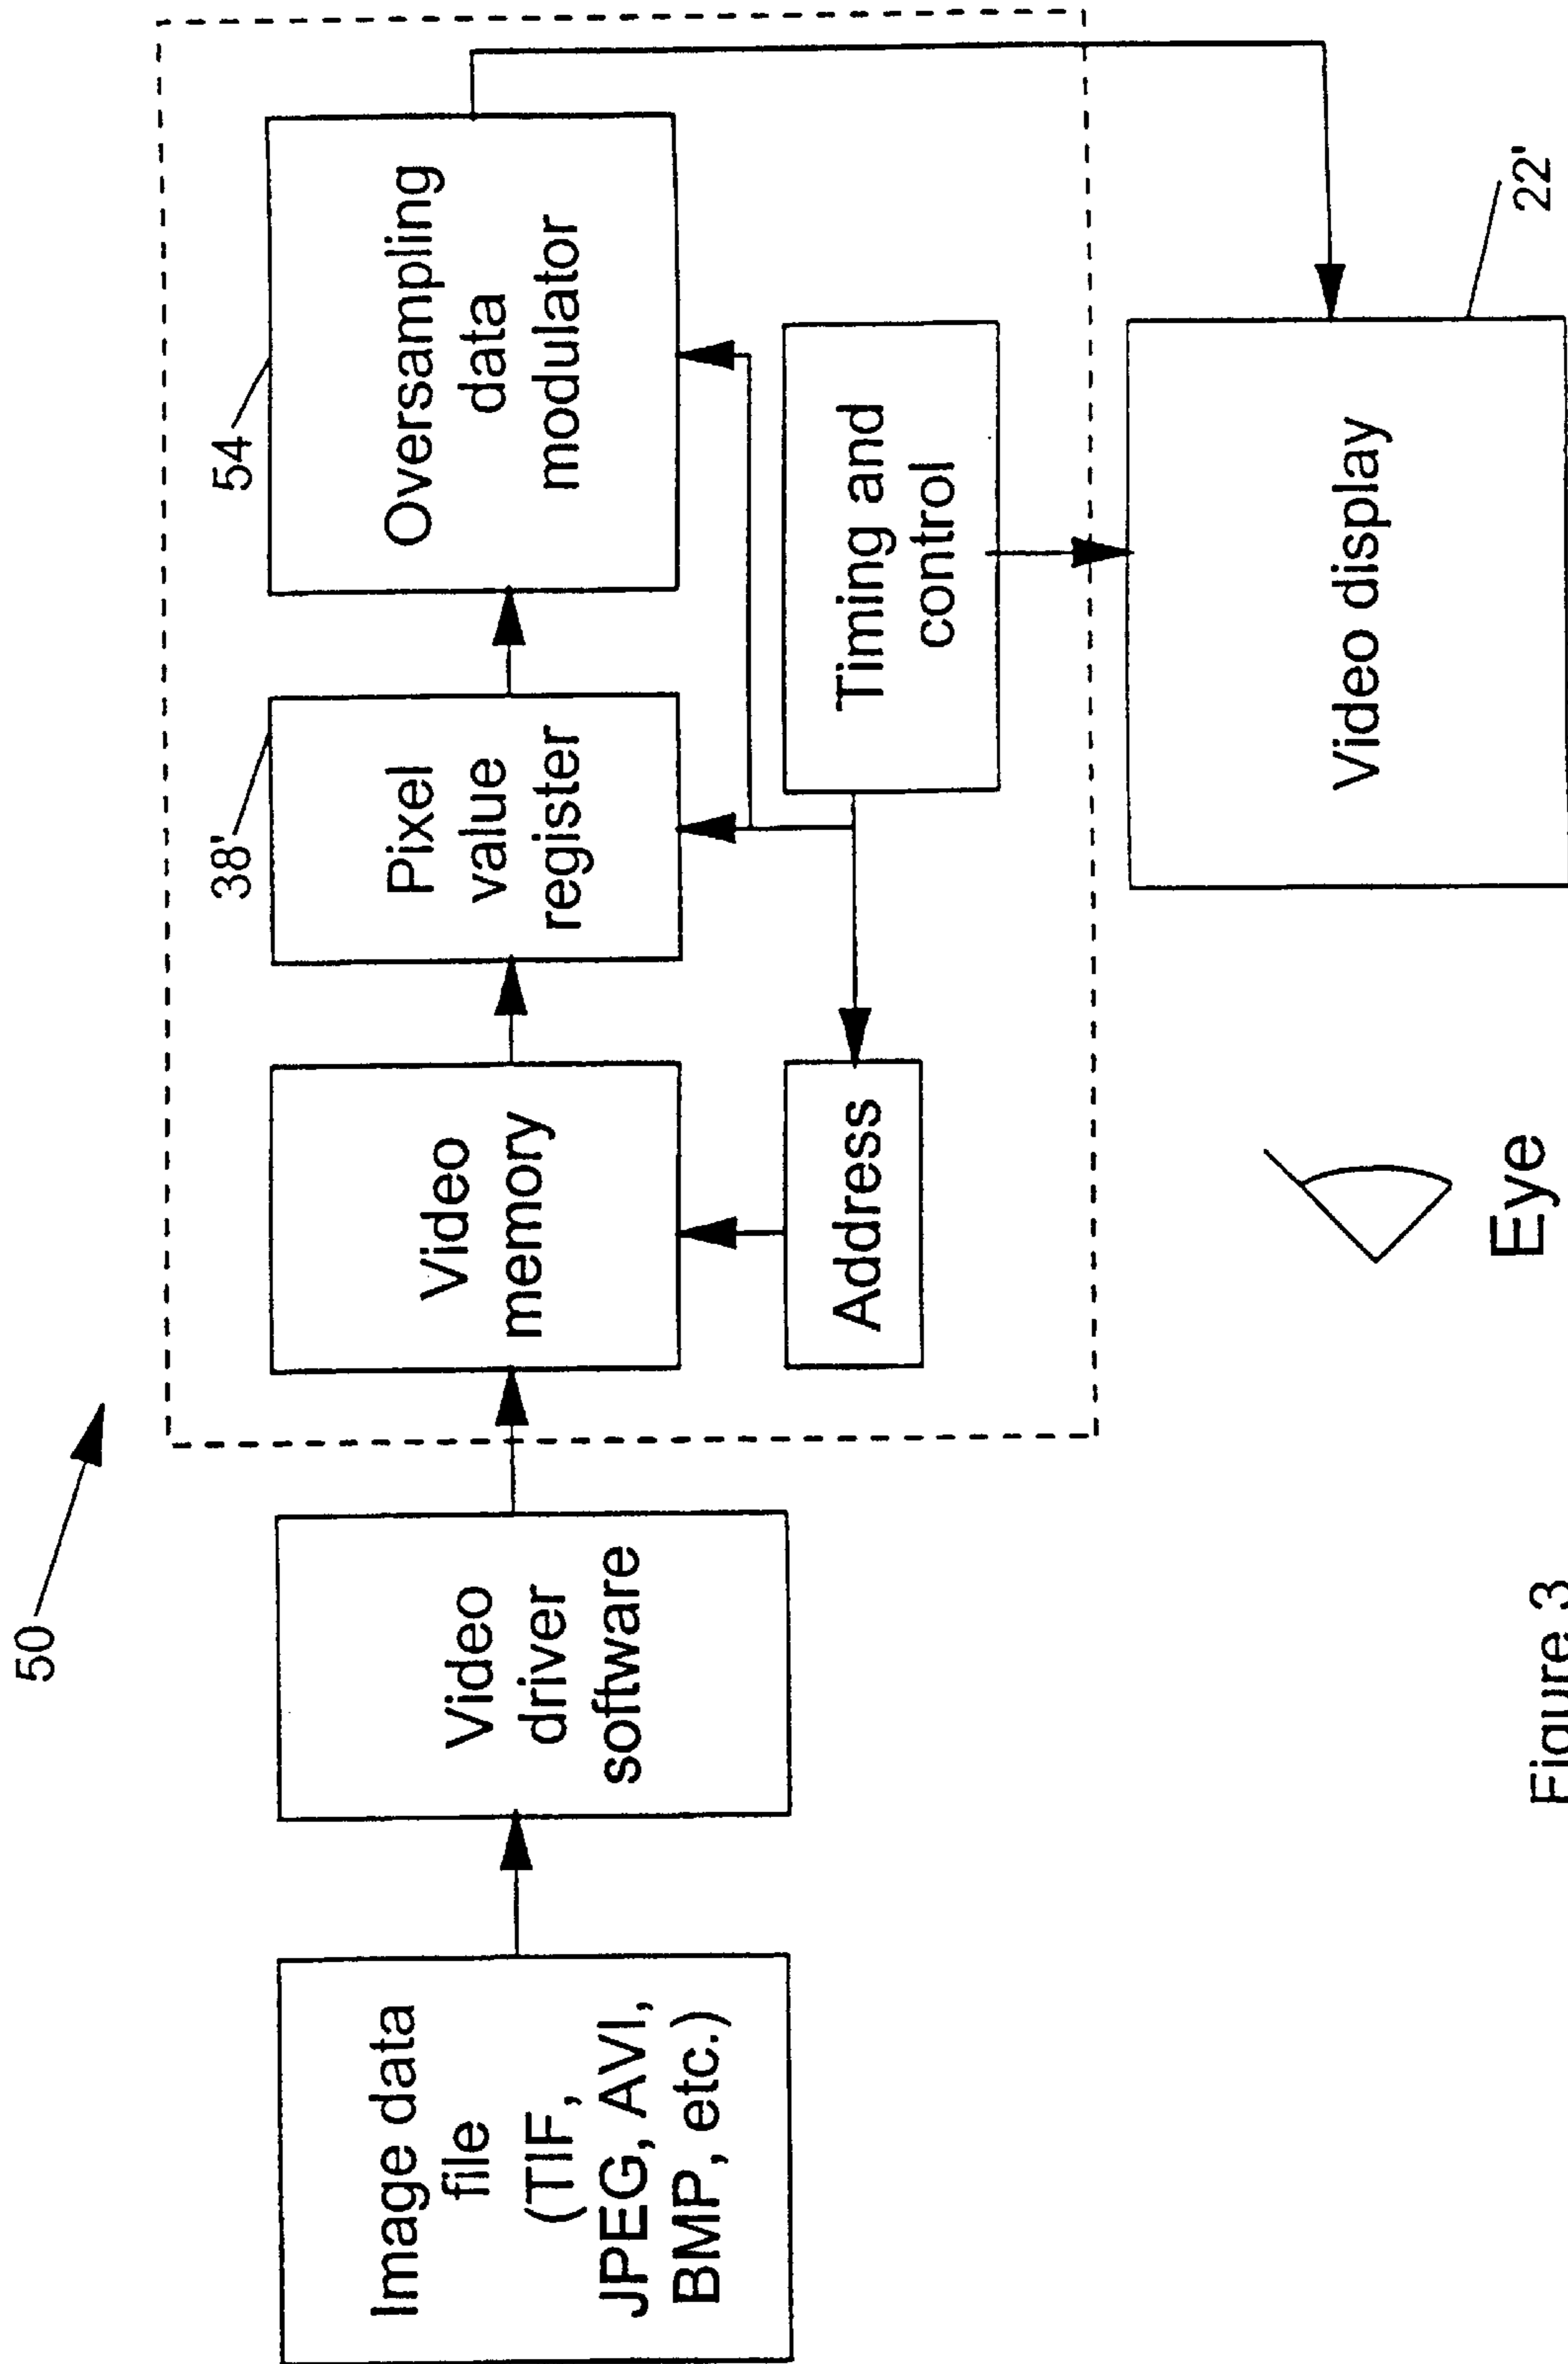 50
54
38'
Image data
file
(TIF,
JPEG, AVI,
BMP, etc.)
Video
driver
software
Video
memory
Pixel
value
register
Oversampling
data
modulator
Address
Timing and
control
Video display
22'
Eye
Figure 3